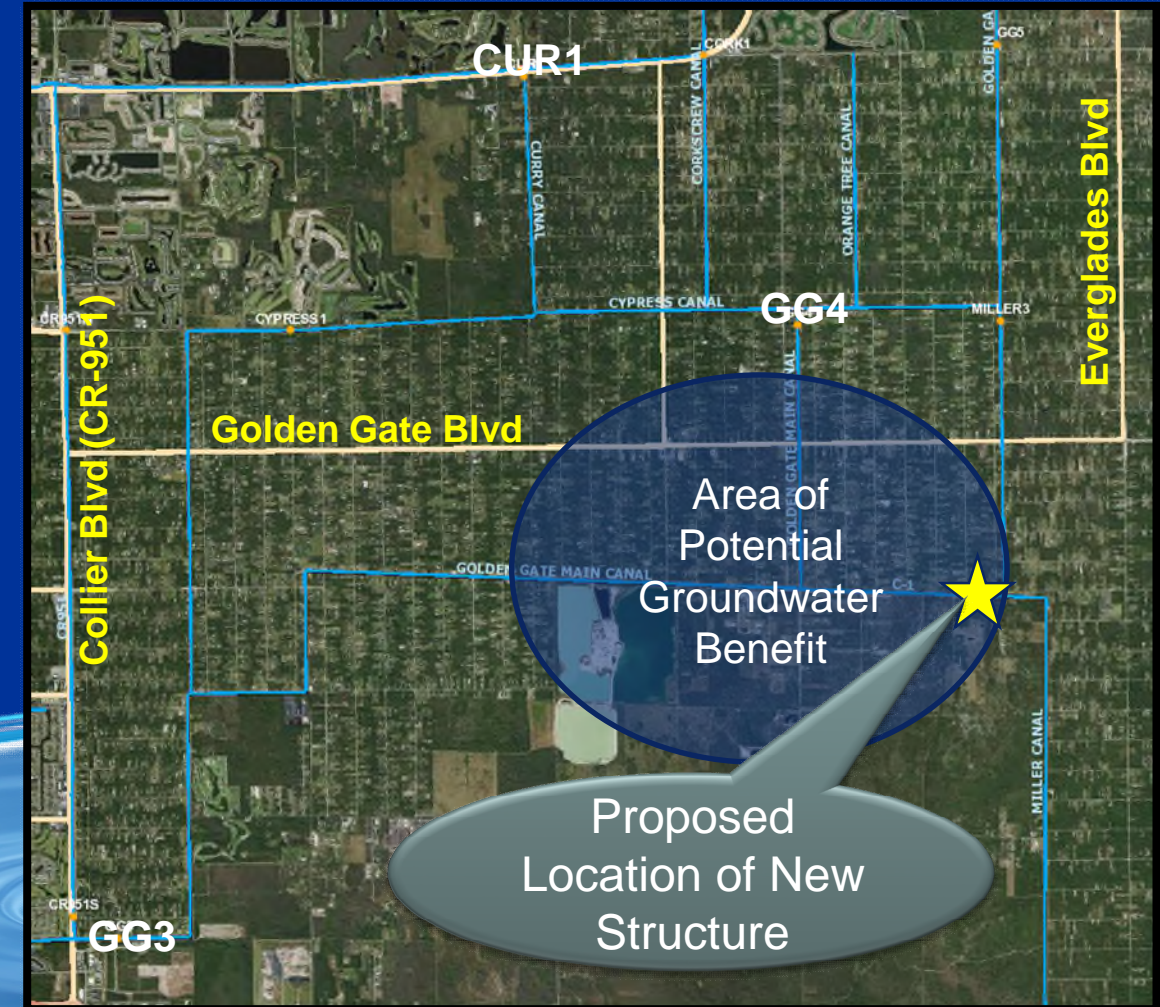 CUR1
CORK1
GG5
GOLDEN GA
CORKSCREW CANAL
CURRY CANAL
ORANGE TREE CANAL
Everglades Blvd
CYPRESS CANAL
GG4
MILLER3
CYPRESS1
Collier Blvd (CR-951)
Golden Gate Blvd
GOLDEN GATE MAIN CANAL
Area of
Potential
Groundwater
Benefit
GOLDEN GATE MAIN CANAL
C-1
CR951
MILLER CANAL
Proposed
Location of New
Structure
CR951S
GG3